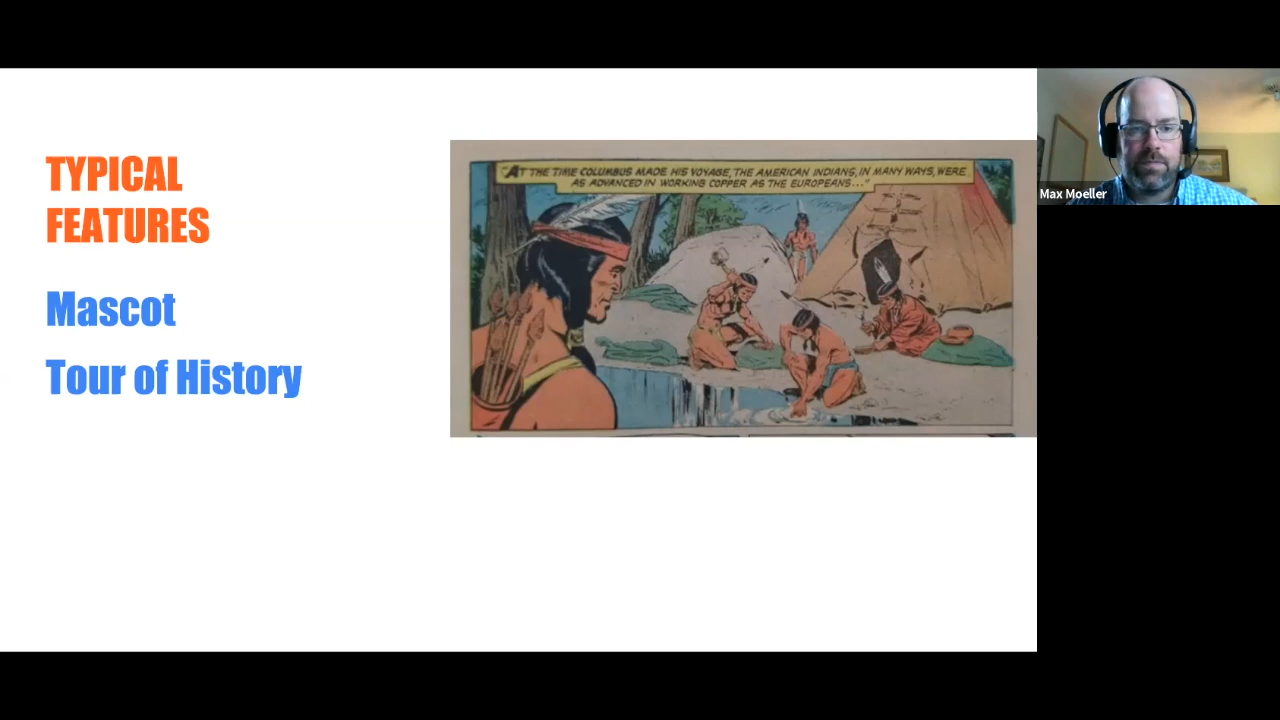 TYPICAL
FEATURES
Mascot
Tour of History
"AT THE TIME COLUMBUS MADE HIS VOYAGE, THE AMERICAN INDIANS, IN MANY WAYS, WERE
AS ADVANCED IN WORKING COPPER AS THE EUROPEANS..."
Max Moeller